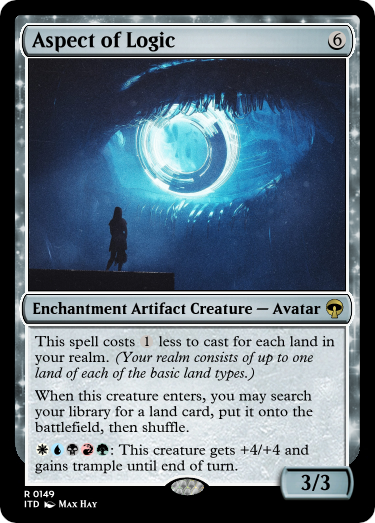 Aspect of Logic 6
Enchantment Artifact Creature — Avatar
This spell costs 1 less to cast for each land in
your realm. (Your realm consists of up to one
land of each of the basic land types.)
When this creature enters, you may search
your library for a land card, put it onto the
battlefield, then shuffle.
: This creature gets +4/+4 and
gains trample until end of turn.
3/3
R 0149
ITD Max Hay